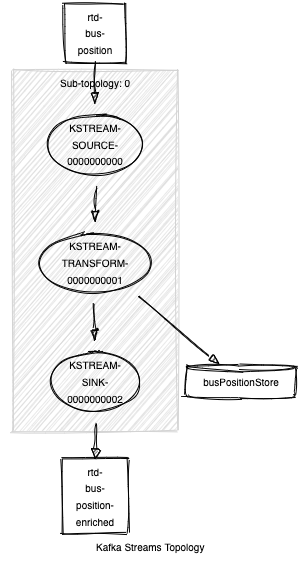 rtd-
bus-
position
Sub-topology: 0
KSTREAM-
SOURCE-
0000000000
KSTREAM-
TRANSFORM-
0000000001
KSTREAM-
SINK-
0000000002
busPositionStore
rtd-
bus-
position-
enriched
Kafka Streams Topology